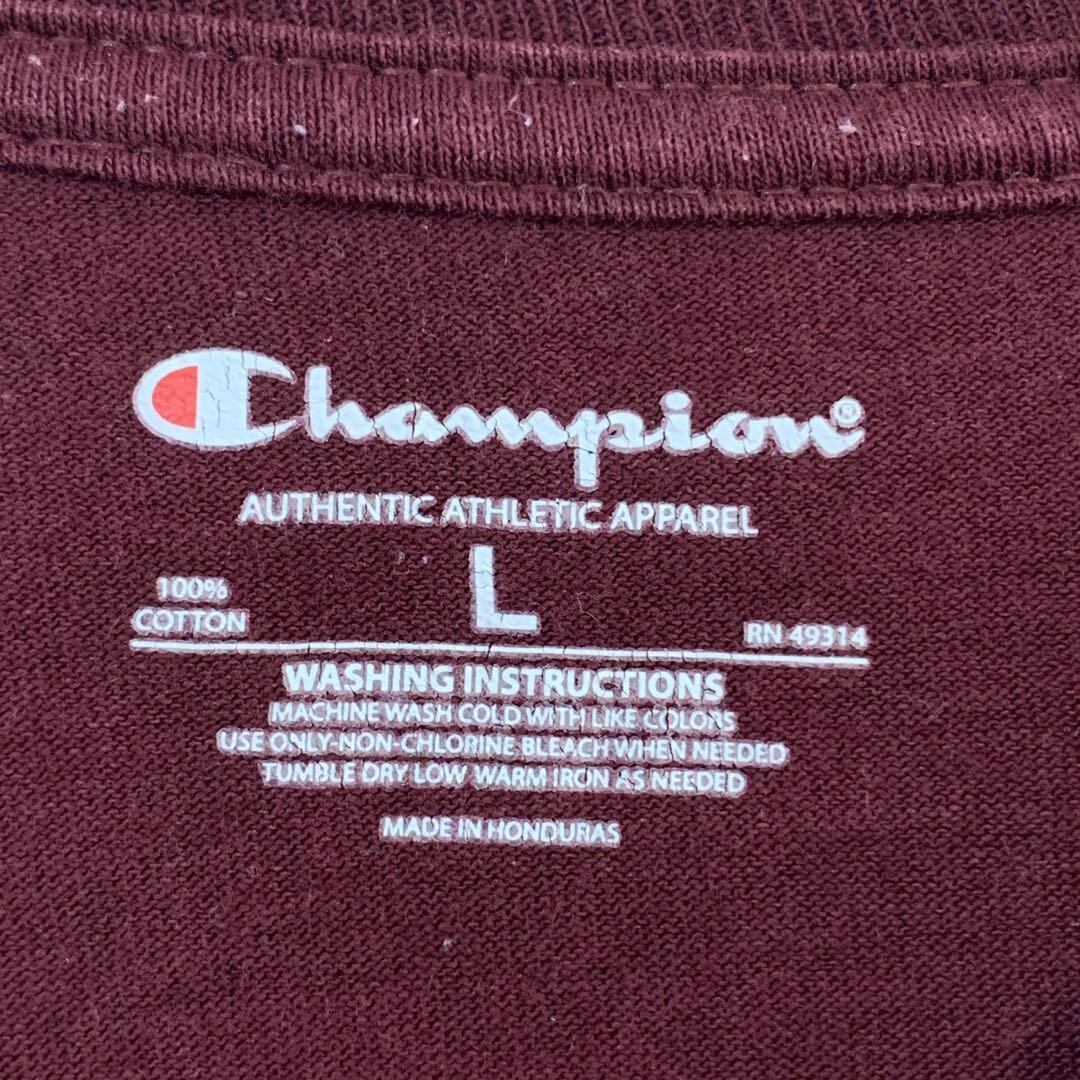 Champion®
AUTHENTIC ATHLETIC APPAREL
L
100%
COTTON
RN 49314
WASHING INSTRUCTIONS
MACHINE WASH COLD WITH LIKE COLORS
USE ONLY-NON-CHLORINE BLEACH WHEN NEEDED
TUMBLE DRY LOW WARM IRON AS NEEDED
MADE IN HONDURAS